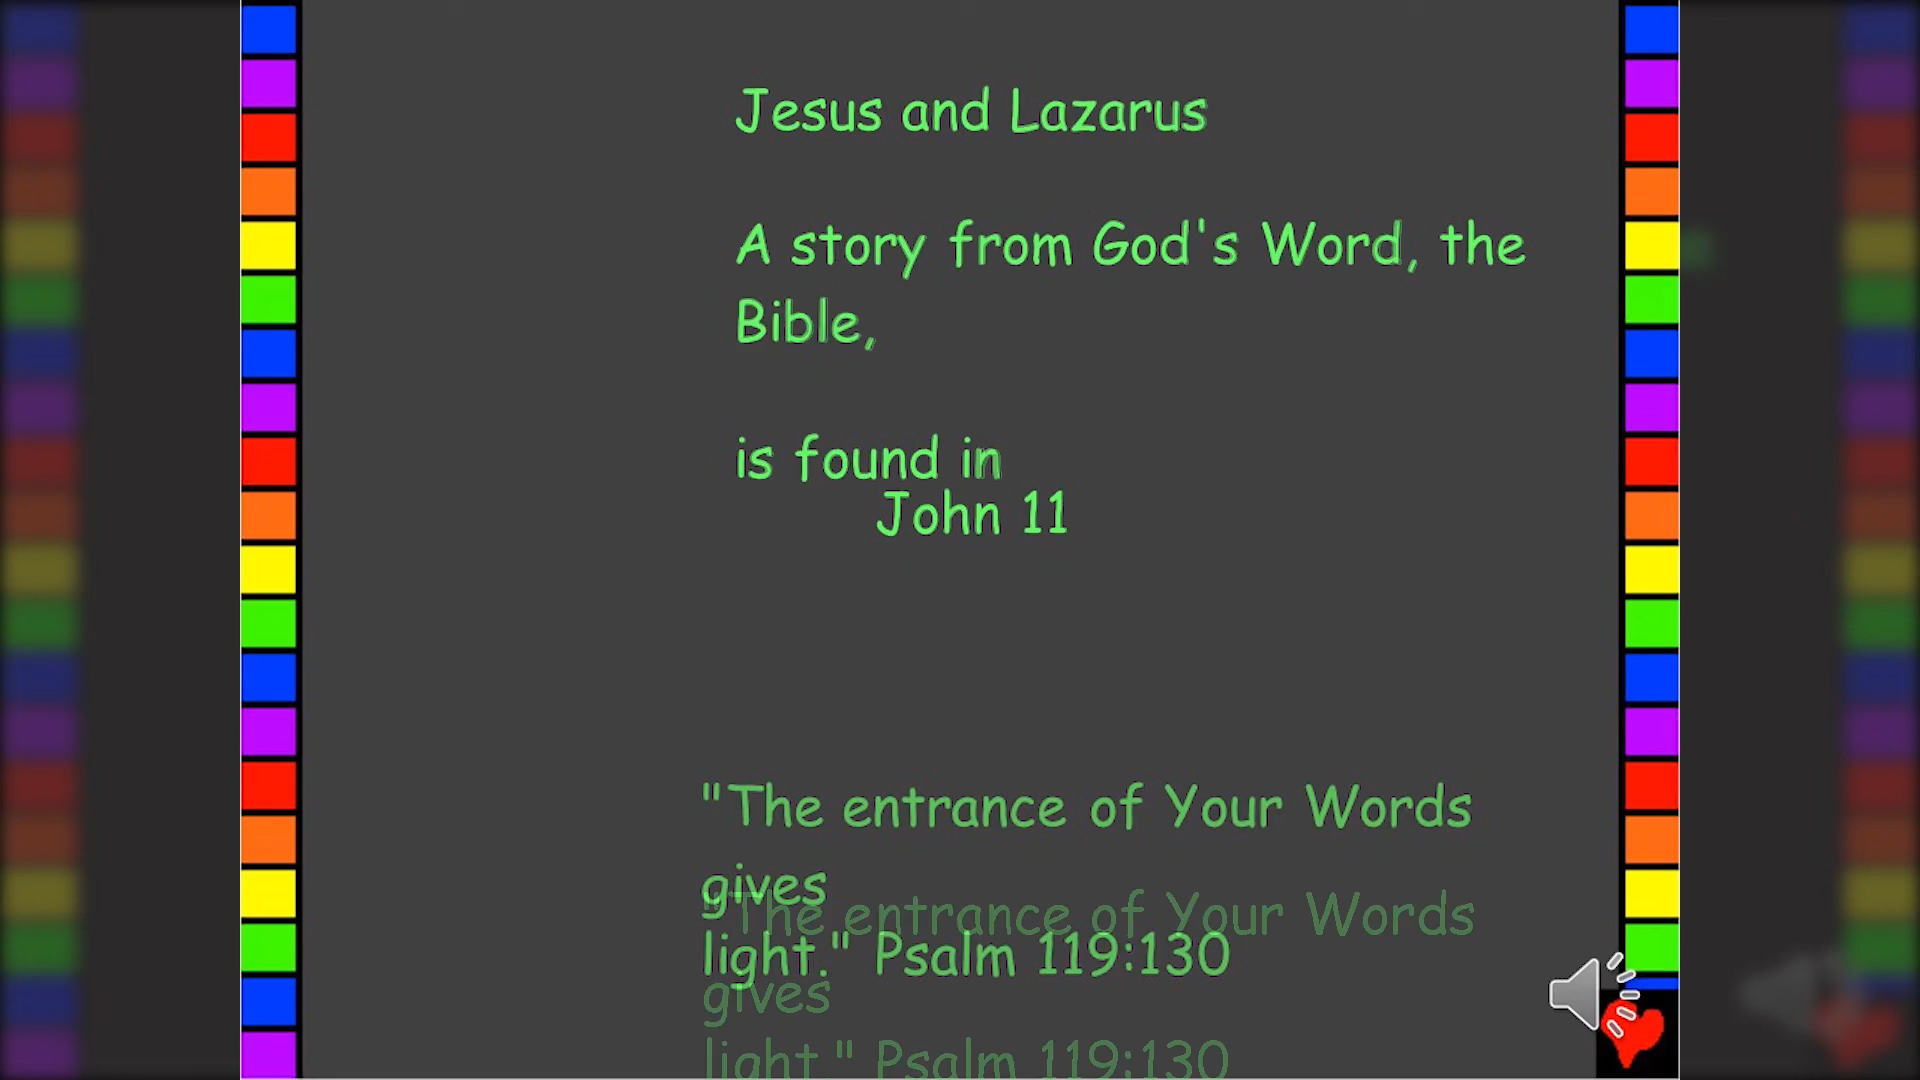 Jesus and Lazarus
A story from God's Word, the
Bible,
is found in
John 11
"The entrance of Your Words
gives
"The entrance of Your Words
light." Psalm 119:130
gives
light." Psalm 119:130